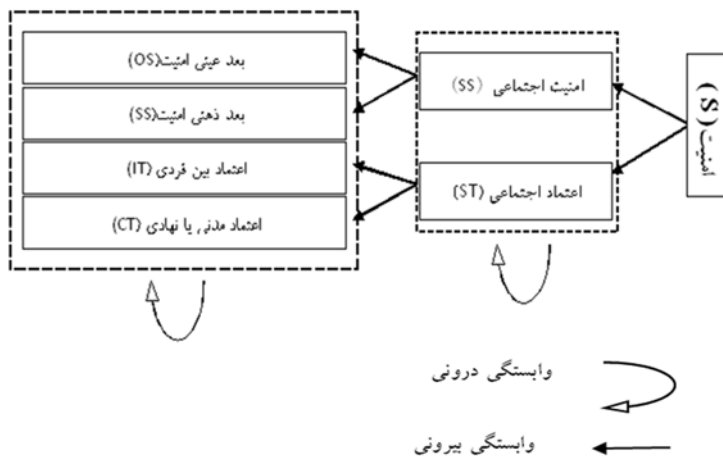 امنیت (S)
امنیت اجتماعی (SS)
اعتماد اجتماعی (ST)
بعد عینی امنیت(OS)
بعد ذهنی امنیت(SS)
اعتماد بین فردی (IT)
اعتماد مدنی یا نهادی (CT)
وابستگی درونی
وابستگی بیرونی